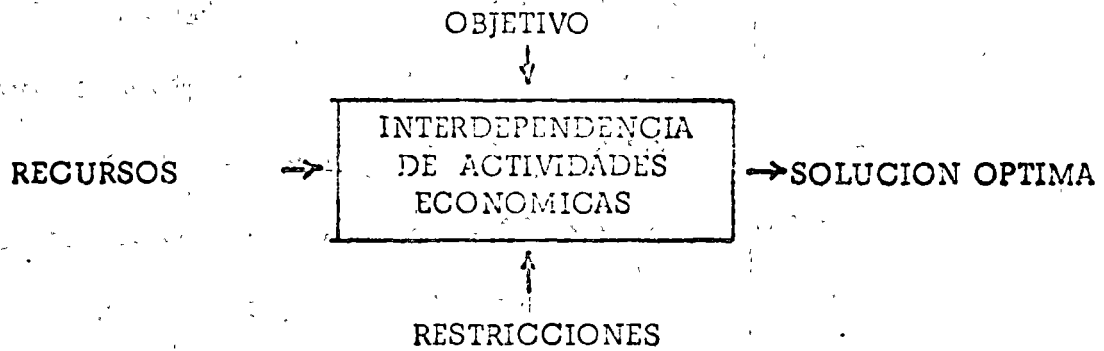 OBJETIVO
INTERDEPENDENCIA
DE ACTIVIDADES
ECONOMICAS
RECURSOS
SOLUCION OPTIMA
RESTRICCIONES